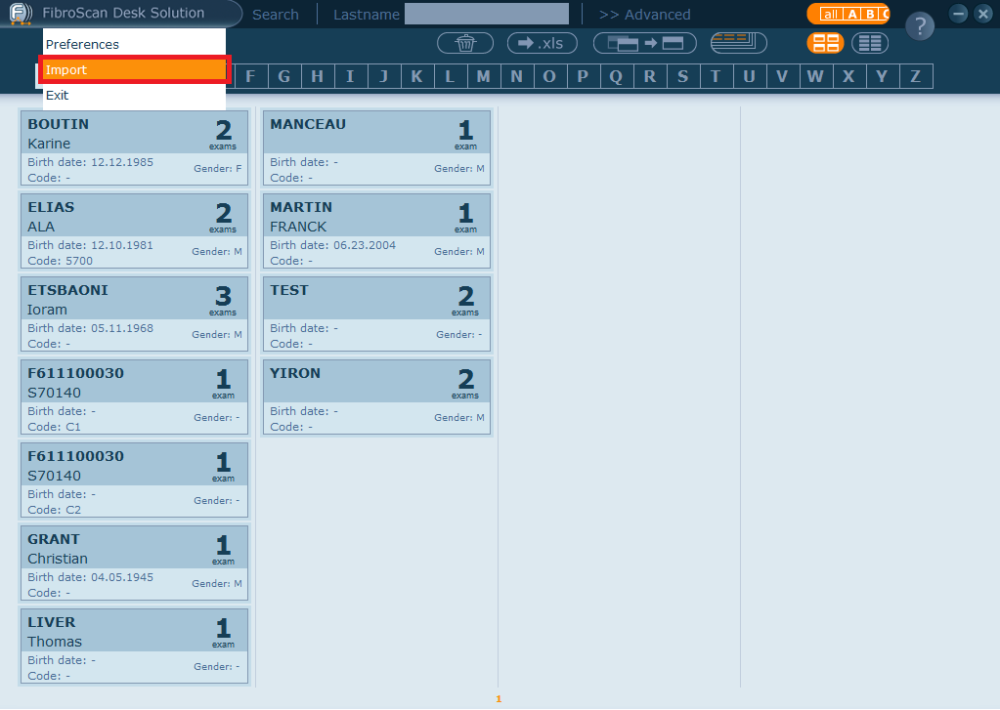 FibroScan Desk Solution
Search
Lastname
>> Advanced
all A B C
?
Preferences
Import
Exit
.xls
F G H I J K L M N O P Q R S T U V W X Y Z
BOUTIN
Karine
2
exams
Birth date: 12.12.1985
Code: -
Gender: F
ELIAS
ALA
2
exams
Birth date: 12.10.1981
Code: 5700
Gender: M
ETSBAONI
Ioram
3
exams
Birth date: 05.11.1968
Code: -
Gender: M
F611100030
S70140
1
exam
Birth date: -
Code: C1
Gender: -
F611100030
S70140
1
exam
Birth date: -
Code: C2
Gender: -
GRANT
Christian
1
exam
Birth date: 04.05.1945
Code: -
Gender: M
LIVER
Thomas
1
exam
Birth date: -
Code: -
Gender: -
MANCEAU
1
exam
Birth date: -
Code: -
Gender: M
MARTIN
FRANCK
1
exam
Birth date: 06.23.2004
Code: -
Gender: M
TEST
2
exams
Birth date: -
Code: -
Gender: -
YIRON
2
exams
Birth date: -
Code: -
Gender: M
1